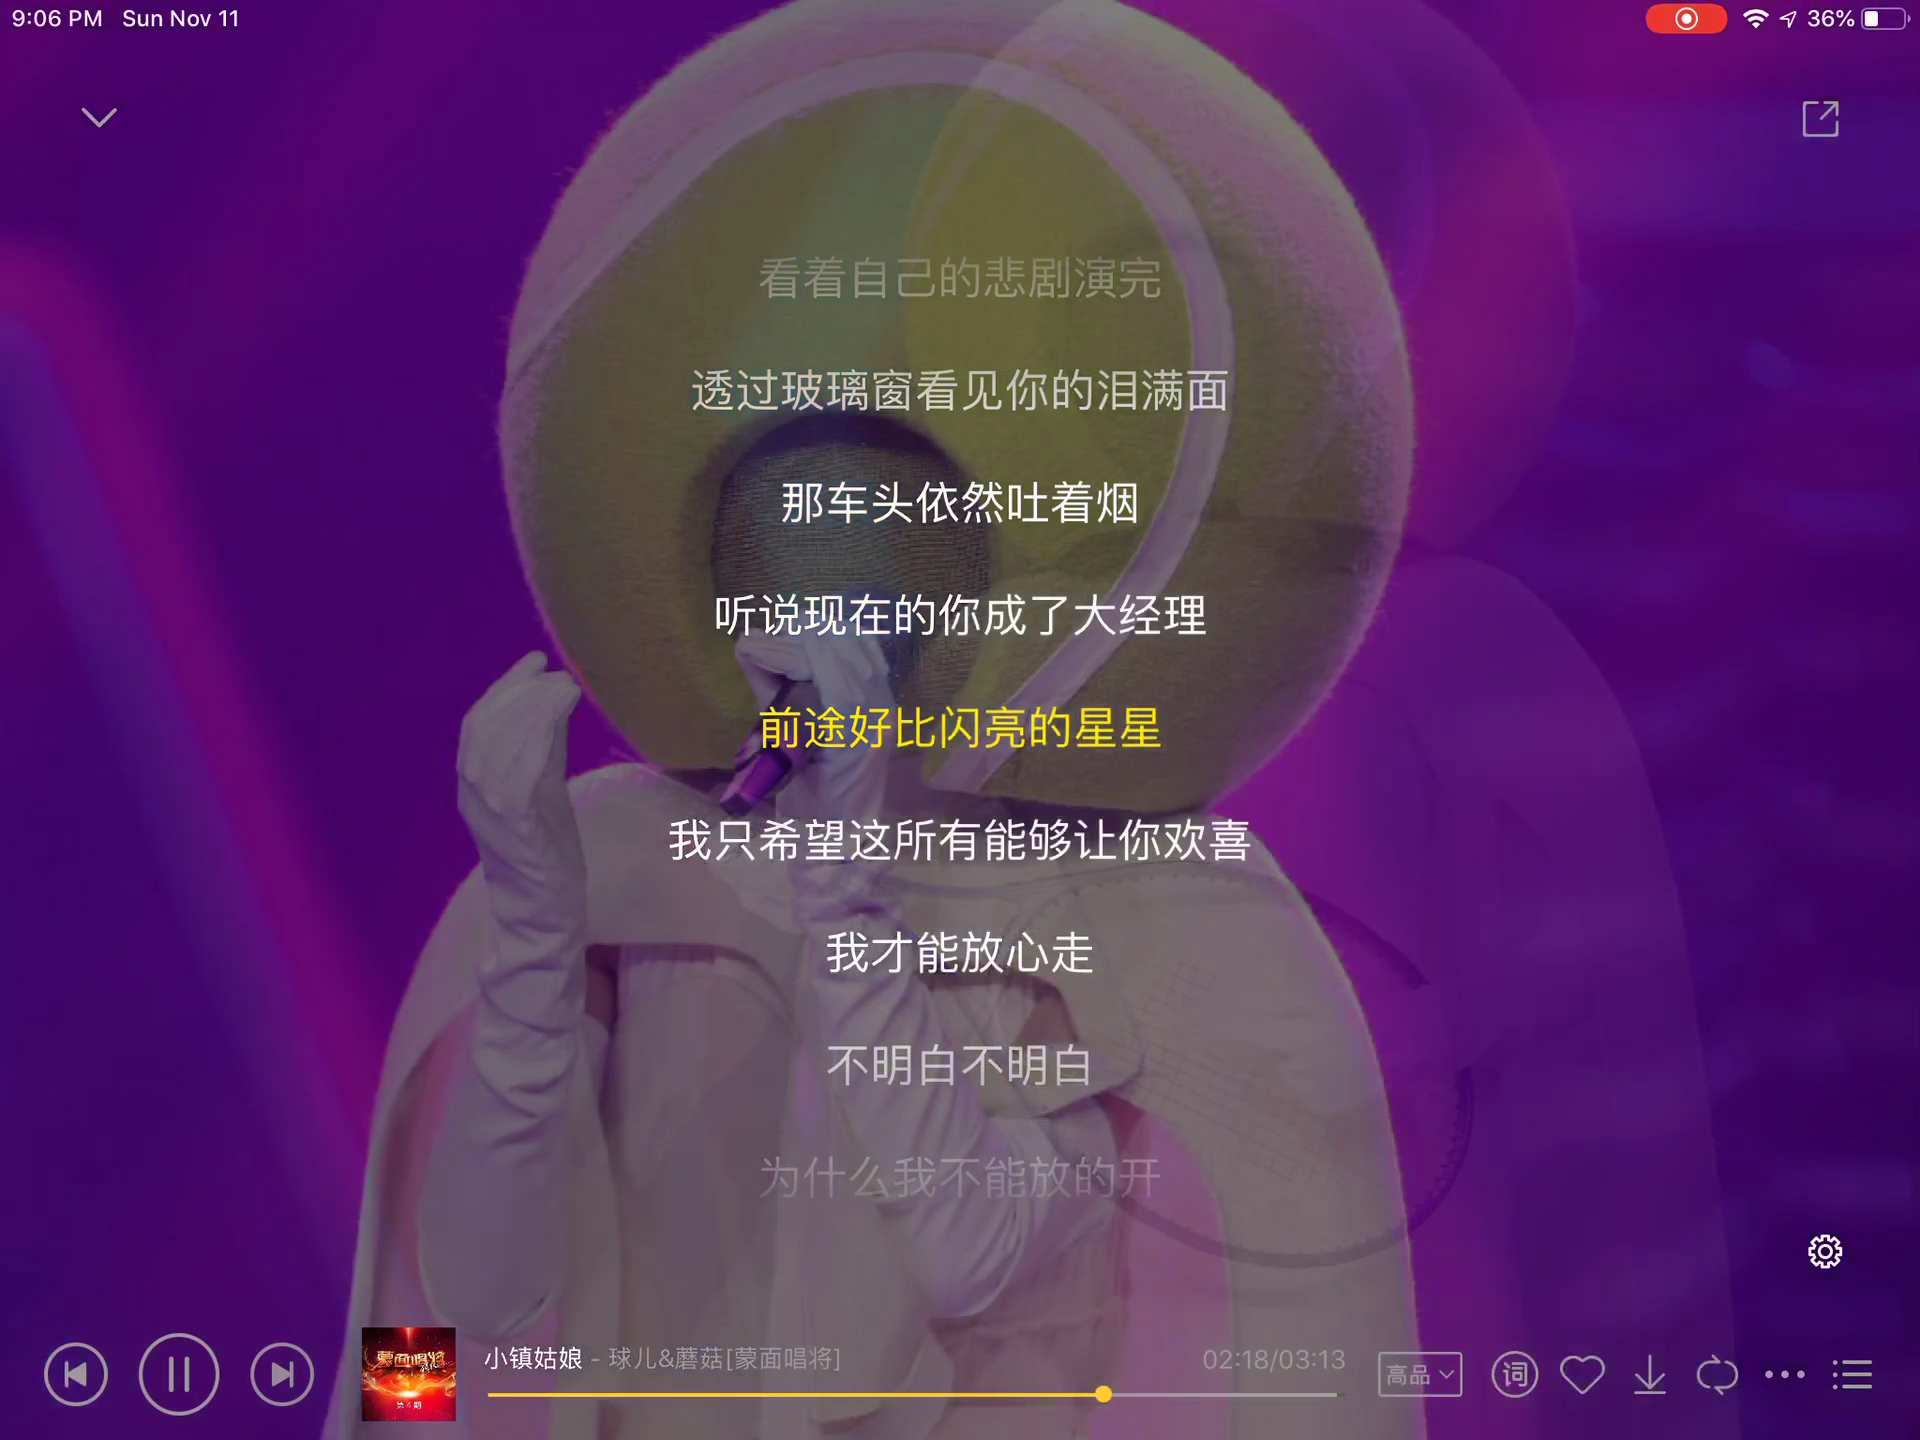 9:06 PM Sun Nov 11
36%
看着自己的悲剧演完
透过玻璃窗看见你的泪满面
那车头依然吐着烟
听说现在的你成了大经理
前途好比闪亮的星星
我只希望这所有能够让你欢喜
我才能放心走
不明白不明白
为什么我不能放的开
蒙面唱将
小镇姑娘 - 球儿&蘑菇[蒙面唱将]
02:18/03:13
高品
词